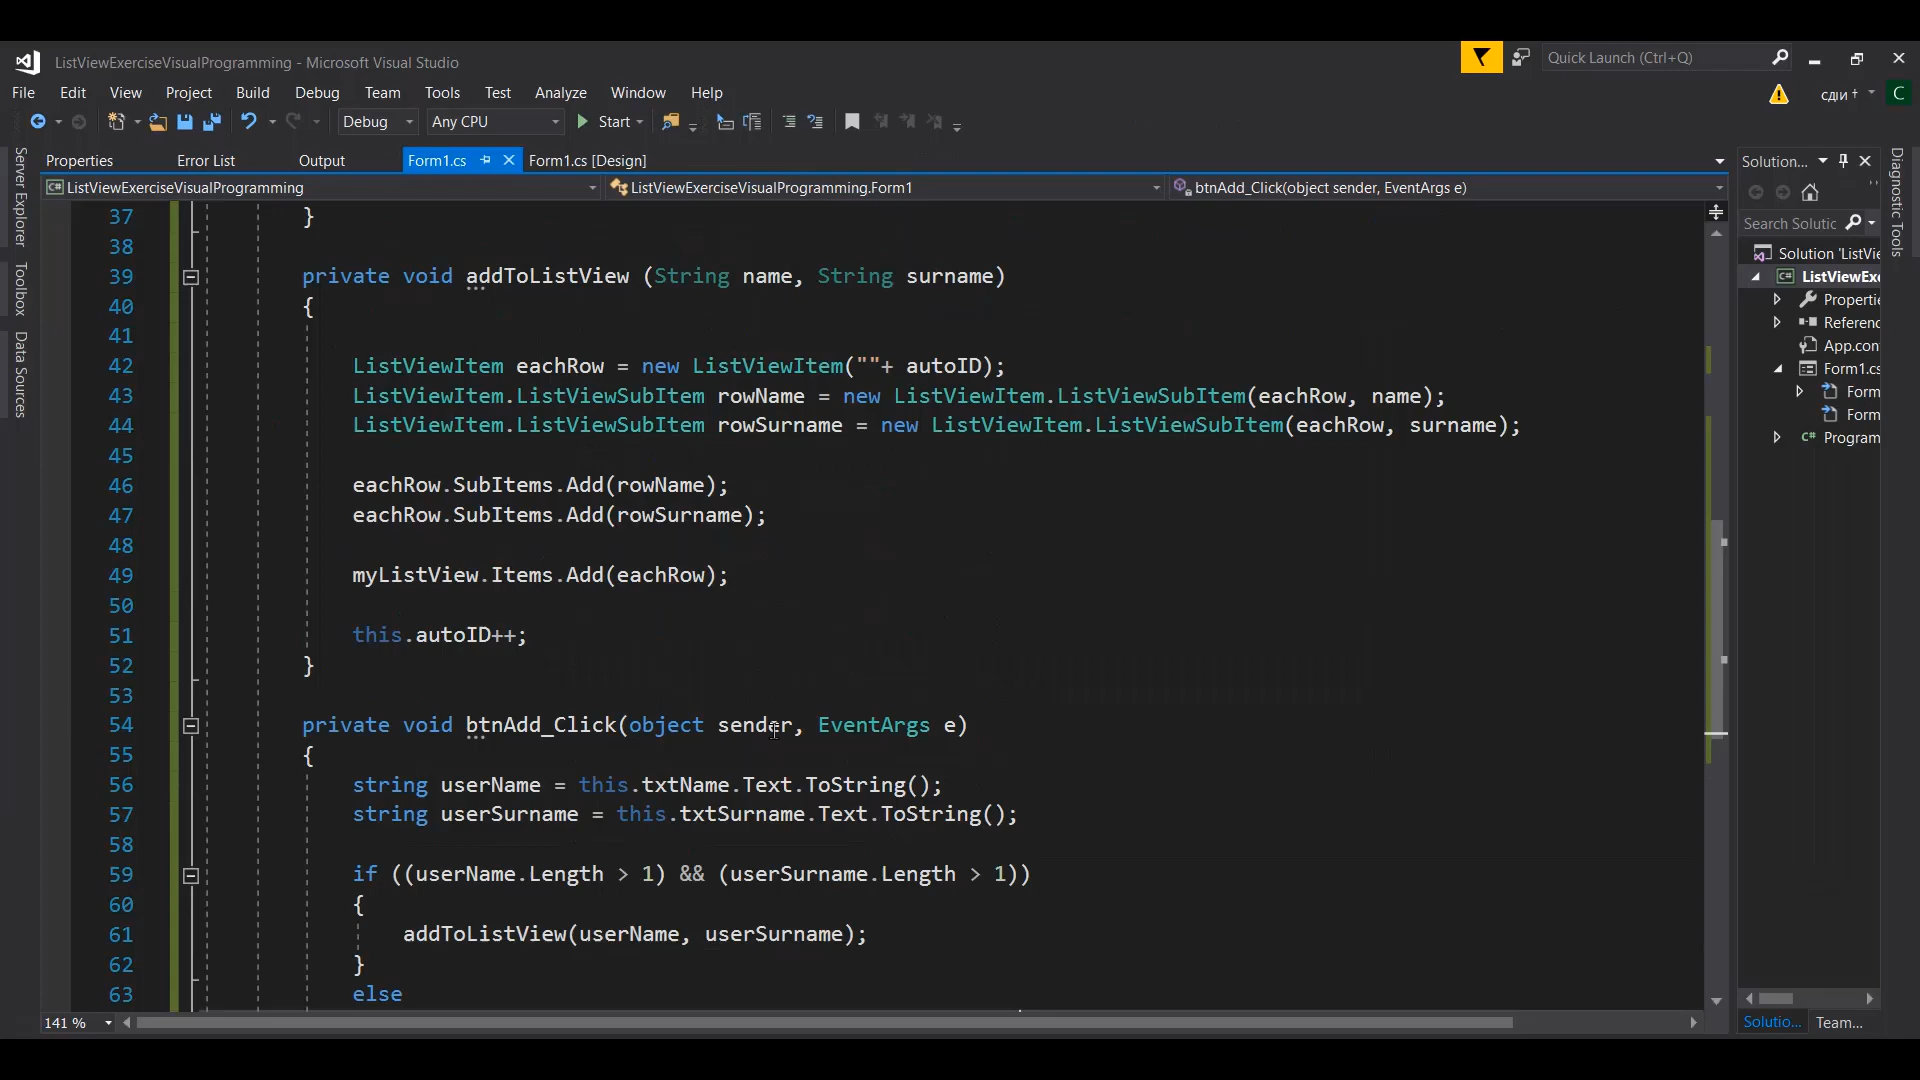 ListViewExerciseVisualProgramming - Microsoft Visual Studio
Quick Launch (Ctrl+Q)
File Edit View Project Build Debug Team Tools Test Analyze Window Help
C
Debug Any CPU Start
Properties Error List Output Form1.cs Form1.cs [Design]
Solution...
ListViewExerciseVisualProgramming ListViewExerciseVisualProgramming.Form1 btnAdd_Click(object sender, EventArgs e)
Server Explorer
Toolbox
Data Sources
37 }
38
39 private void addToListView (String name, String surname)
40 {
41
42 ListViewItem eachRow = new ListViewItem(""+ autoID);
43 ListViewItem.ListViewSubItem rowName = new ListViewItem.ListViewSubItem(eachRow, name);
44 ListViewItem.ListViewSubItem rowSurname = new ListViewItem.ListViewSubItem(eachRow, surname);
45
46 eachRow.SubItems.Add(rowName);
47 eachRow.SubItems.Add(rowSurname);
48
49 myListView.Items.Add(eachRow);
50
51 this.autoID++;
52 }
53
54 private void btnAdd_Click(object sender, EventArgs e)
55 {
56 string userName = this.txtName.Text.ToString();
57 string userSurname = this.txtSurname.Text.ToString();
58
59 if ((userName.Length > 1) && (userSurname.Length > 1))
60 {
61 addToListView(userName, userSurname);
62 }
63 else
141 %
Search Solutic
Solution 'ListVie
ListViewExe
Propertie
Referenc
App.con
Form1.cs
Form
Form
C# Program
Solutio... Team...
Diagnostic Tools